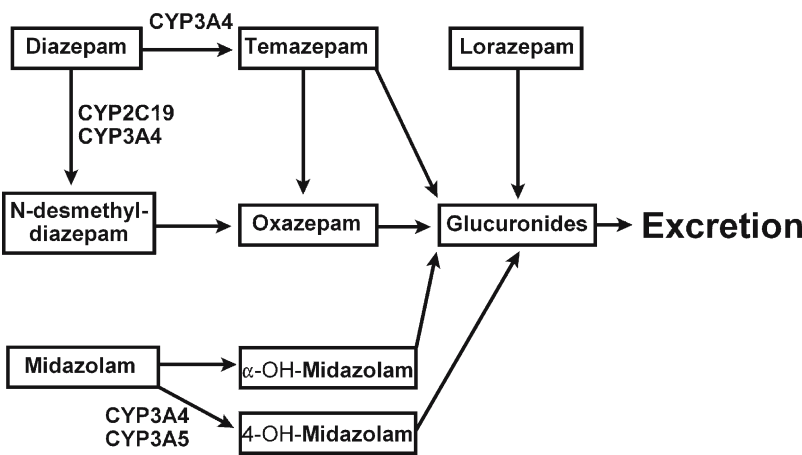 CYP3A4
Diazepam
Temazepam
Lorazepam
CYP2C19
CYP3A4
N-desmethyl-
diazepam
Oxazepam
Glucuronides
Excretion
Midazolam
α-OH-Midazolam
CYP3A4
CYP3A5
4-OH-Midazolam